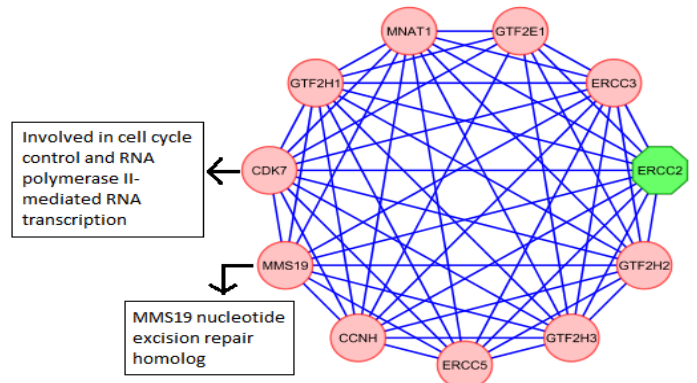 MNAT1
GTF2E1
GTF2H1
ERCC3
Involved in cell cycle
control and RNA
polymerase II-
mediated RNA
transcription
CDK7
ERCC2
MMS19
GTF2H2
MMS19 nucleotide
excision repair
homolog
CCNH
GTF2H3
ERCC5